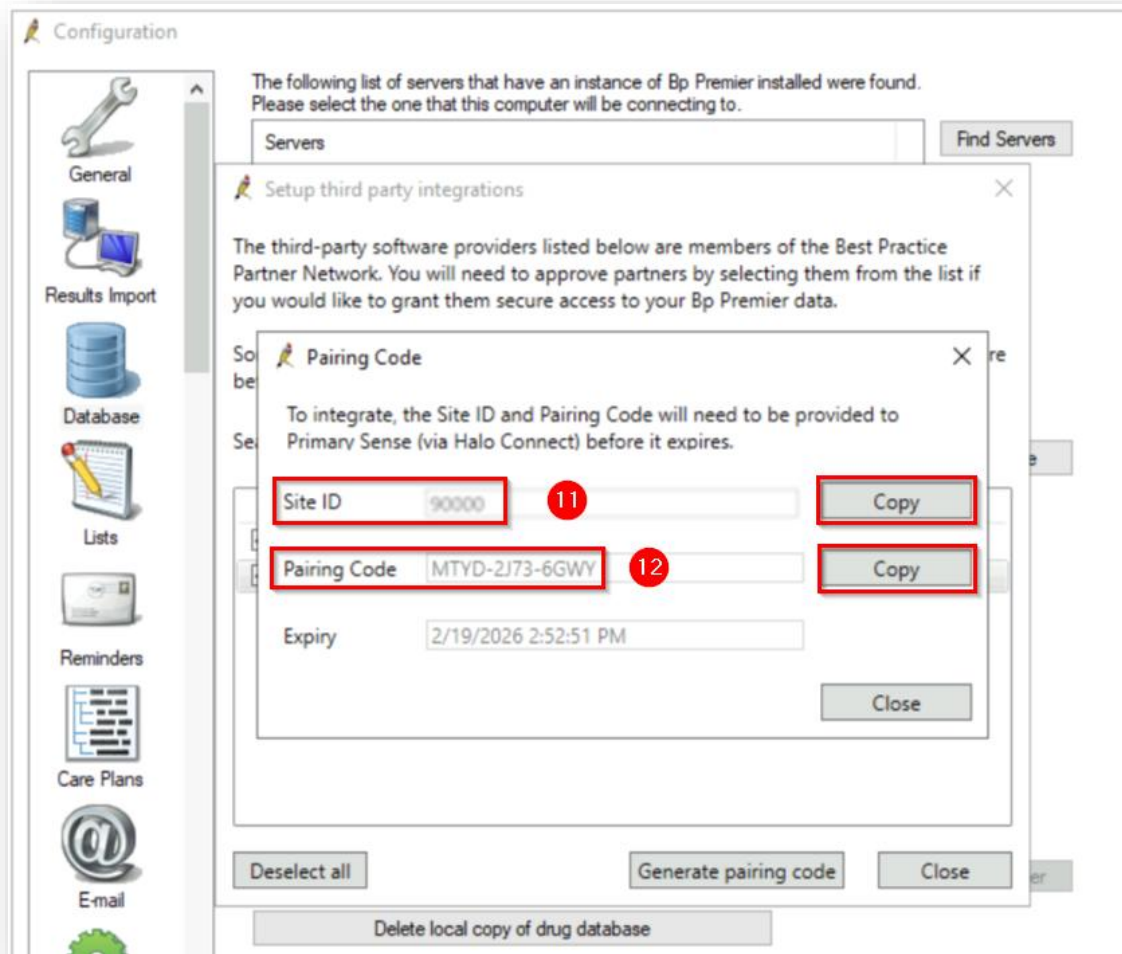 Configuration
General
Results Import
Database
Lists
Reminders
Care Plans
E-mail
The following list of servers that have an instance of Bp Premier installed were found.
Please select the one that this computer will be connecting to.
Servers
Find Servers
Setup third party integrations
The third-party software providers listed below are members of the Best Practice
Partner Network. You will need to approve partners by selecting them from the list if
you would like to grant them secure access to your Bp Premier data.
Pairing Code
To integrate, the Site ID and Pairing Code will need to be provided to
Primary Sense (via Halo Connect) before it expires.
Site ID 90000 11 Copy
Pairing Code MTYD-2J73-6GWY 12 Copy
Expiry 2/19/2026 2:52:51 PM
Close
Deselect all Generate pairing code Close
Delete local copy of drug database